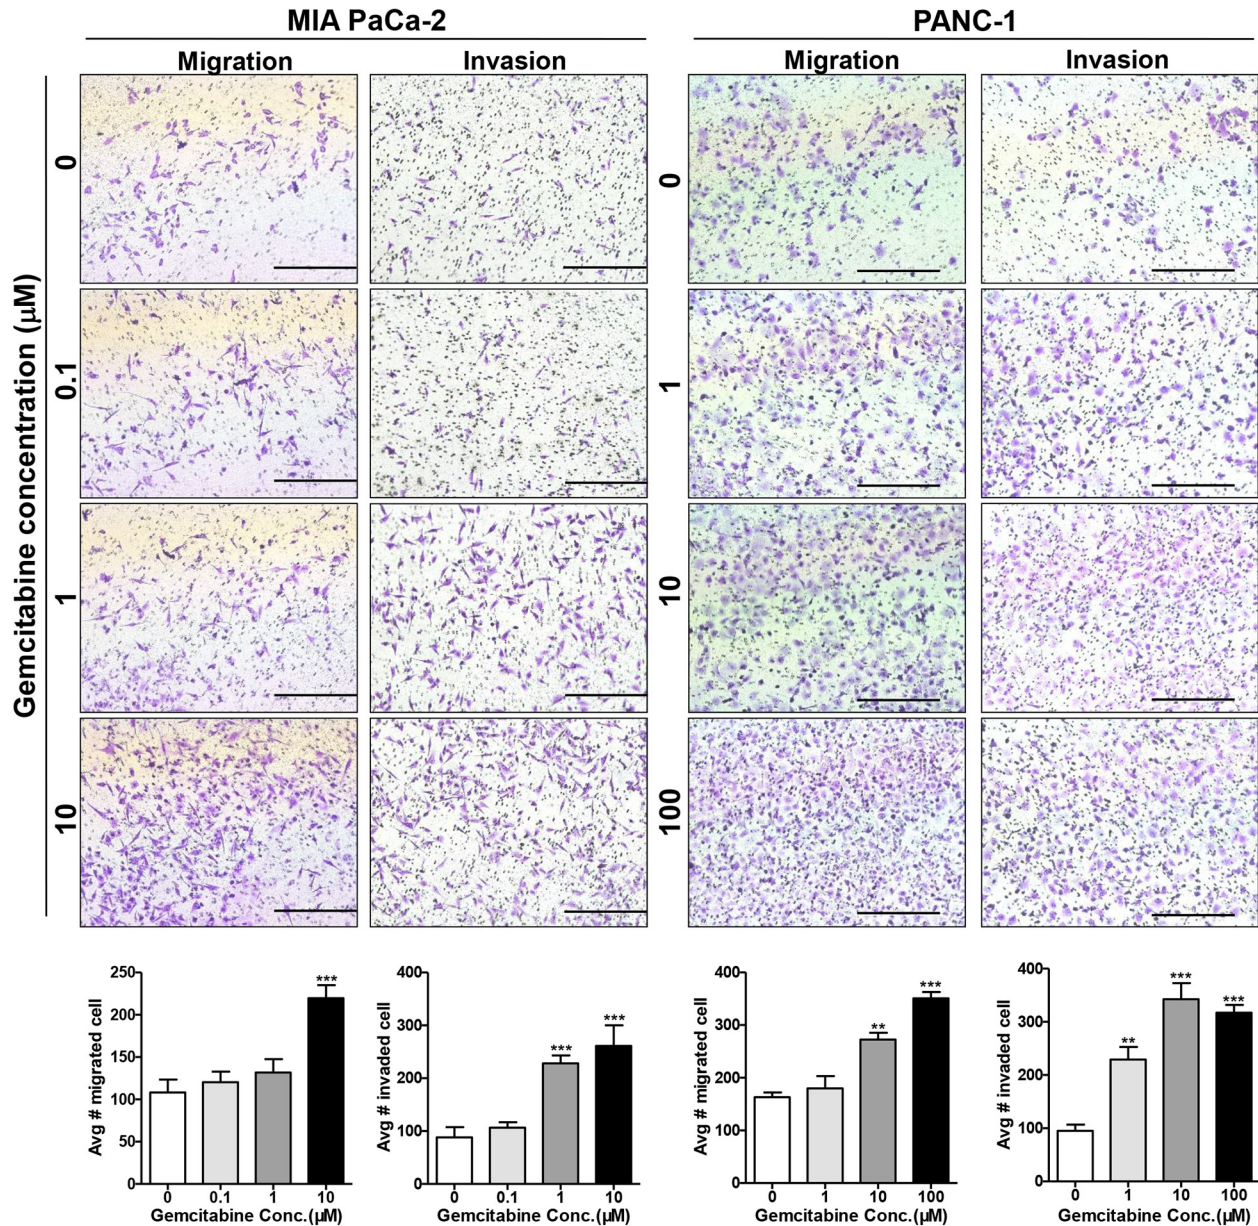 MIA PaCa-2 PANC-1
Migration Invasion Migration Invasion
Gemcitabine concentration (µM)
0 0
0.1 1
1 10
10 100
Avg # migrated cell
250
200
150
100
50
0
***
0 0.1 1 10
Gemcitabine Conc.(µM)
Avg # invaded cell
400
300
200
100
0
***
***
0 0.1 1 10
Gemcitabine Conc.(µM)
Avg # migrated cell
400
300
200
100
0
**
***
0 1 10 100
Gemcitabine Conc.(µM)
Avg # invaded cell
400
300
200
100
0
**
***
***
0 1 10 100
Gemcitabine Conc.(µM)